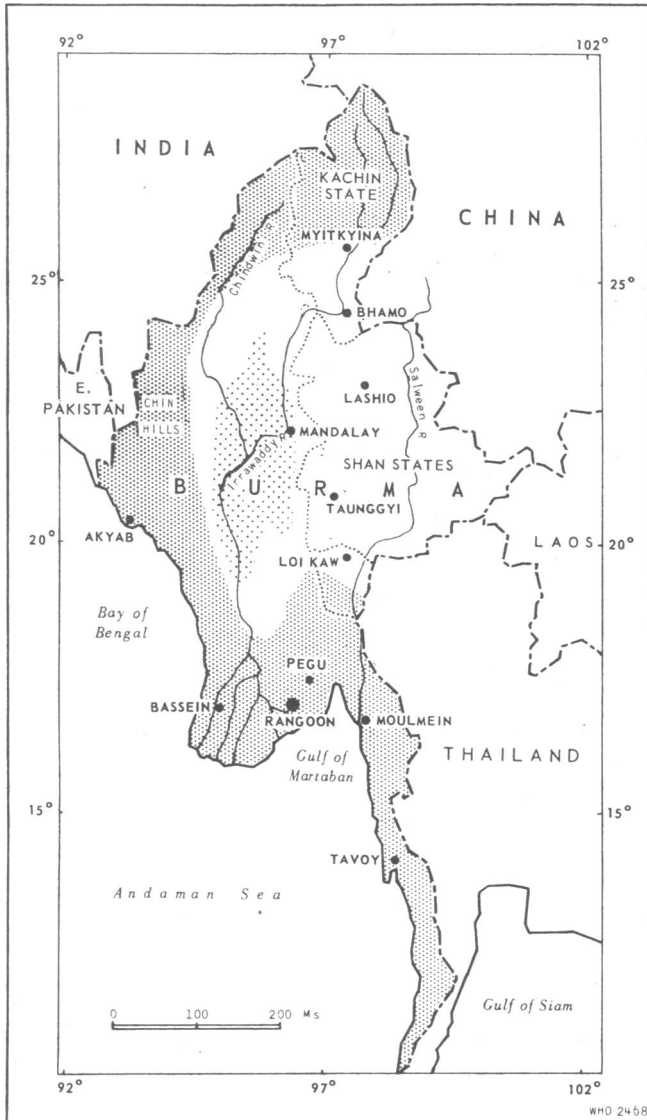 92° 97° 102°
INDIA
KACHIN
STATE
CHINA
MYITKYINA
Chindwin R
25° 25°
BHAMO
E.
PAKISTAN
CHIN
HILLS
LASHIO
Salween R
Irrawaddy R
MANDALAY
SHAN STATES
BURMA
TAUNGGYI
AKYAB
20° 20°
LOI KAW
LAOS
Bay of
Bengal
PEGU
BASSEIN
RANGOON
MOULMEIN
Gulf of
Martaban
THAILAND
15° 15°
TAVOY
Andaman Sea
0 100 200 Ms
Gulf of Siam
92° 97° 102°
WHO 2468